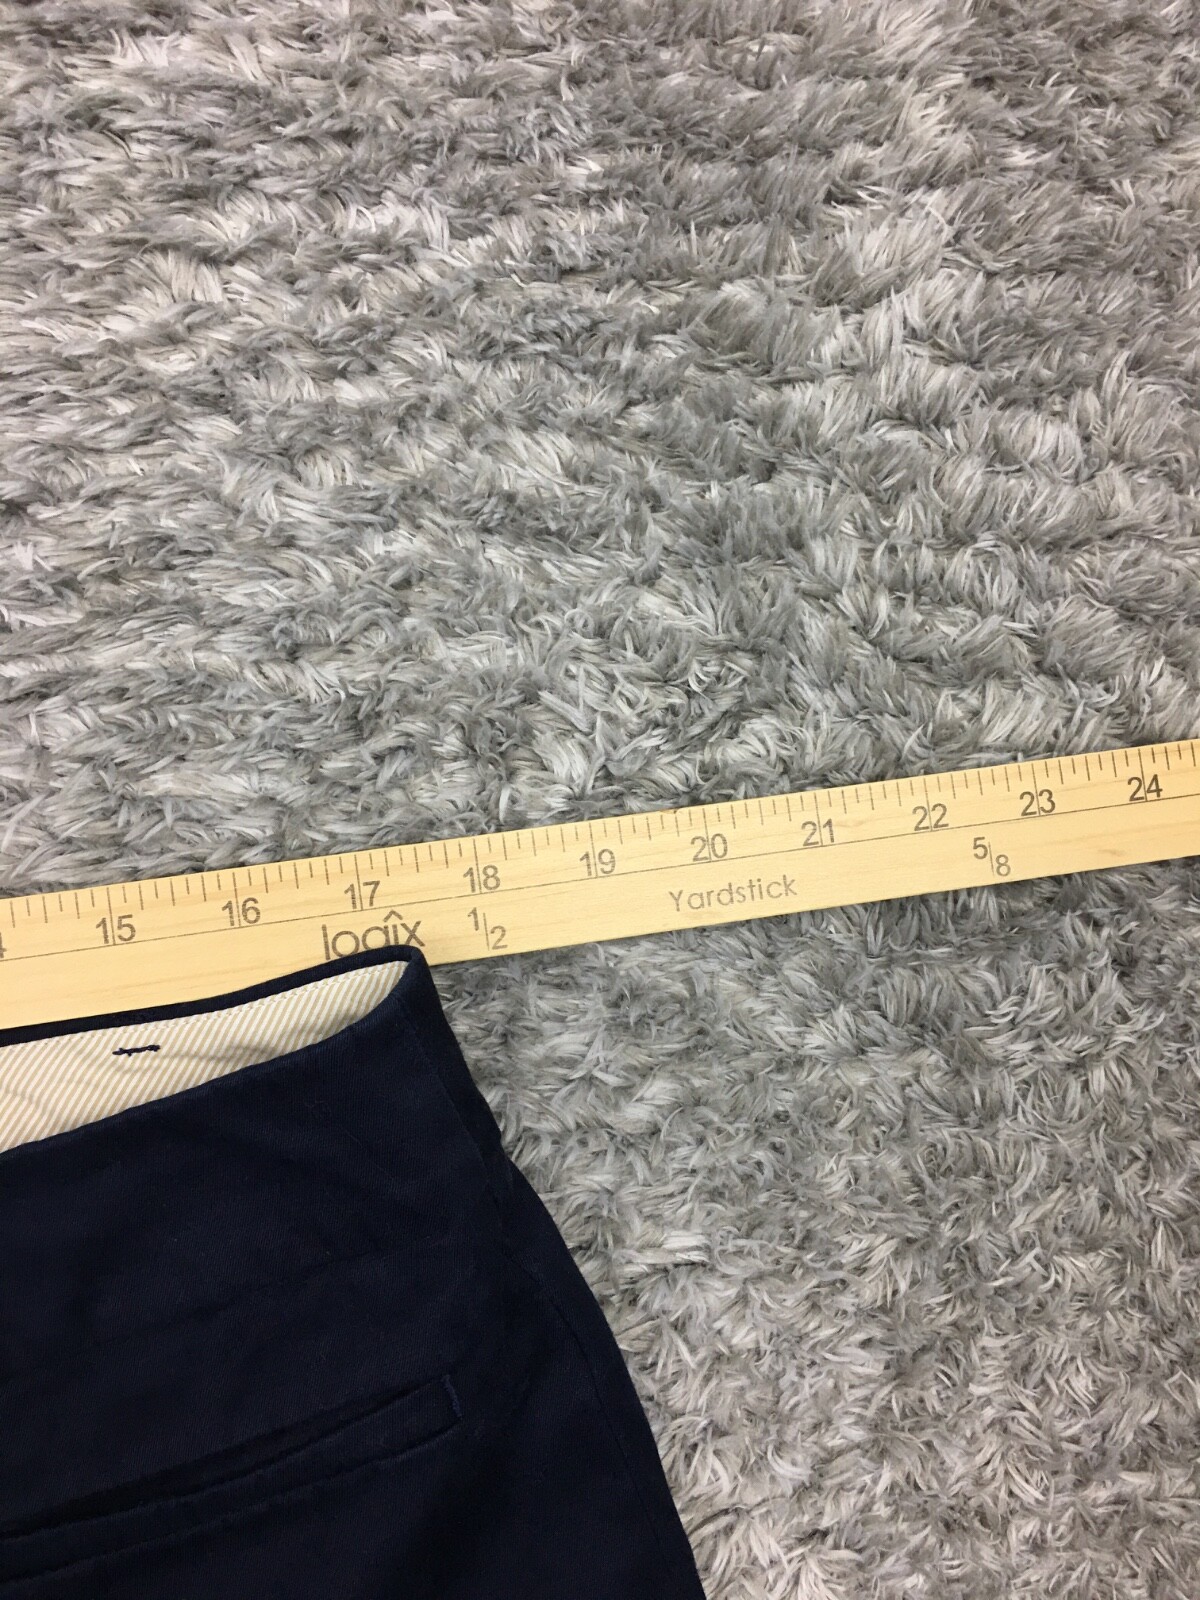 15 16 17 18 19 20 21 22 23 24
logix 1/2 Yardstick 5/8